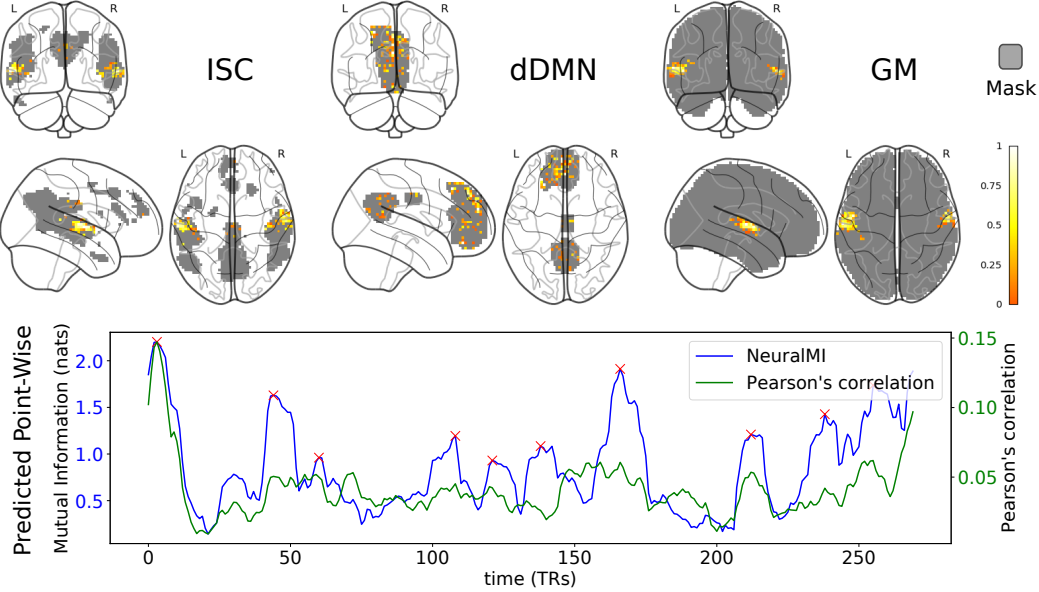 L R
ISC
L R
dDMN
L R
GM
Mask
L R
L R
L R
1
0.75
0.5
0.25
0
Predicted Point-Wise
Mutual Information (nats)
2.0
1.5
1.0
0.5
NeuralMI
Pearson's correlation
0.15
0.10
0.05
Pearson's correlation
0 50 100 150 200 250
time (TRs)